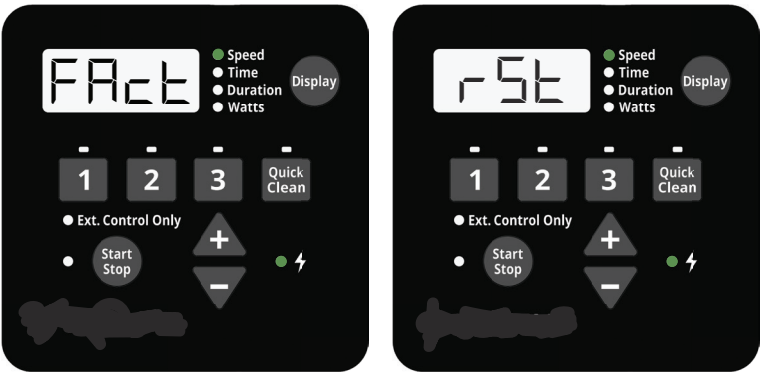 FAct
Speed
Time
Duration
Watts
Display
1 2 3 Quick
Clean
Ext. Control Only
Start
Stop
+
−
rSt
Speed
Time
Duration
Watts
Display
1 2 3 Quick
Clean
Ext. Control Only
Start
Stop
+
−